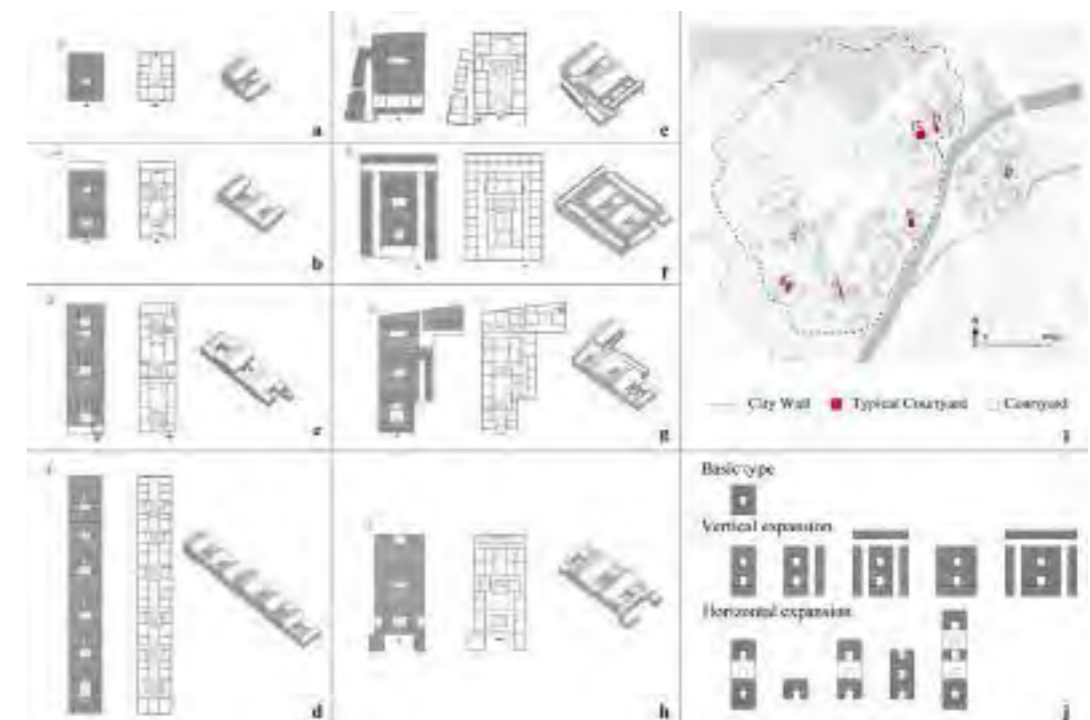 a
e
b
f
c
g
City Wall
Typical Courtyard
Courtyard
i
Basic type
Vertical expansion
Horizontal expansion
d
h
j